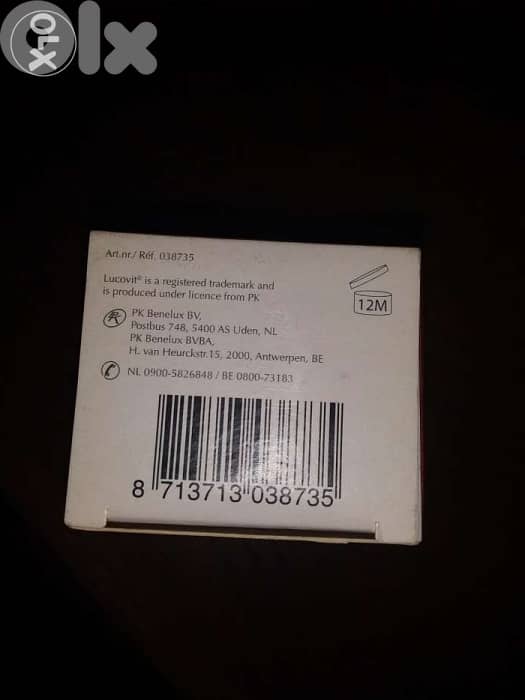 OLX
olx
Art.nr./ Réf. 038735
Lucovit® is a registered trademark and
is produced under licence from PK
PK Benelux BV,
Postbus 748, 5400 AS Uden, NL
PK Benelux BVBA,
H. van Heurckstr.15, 2000, Antwerpen, BE
NL 0900-5826848 / BE 0800-73183
12M
8 713713 038735